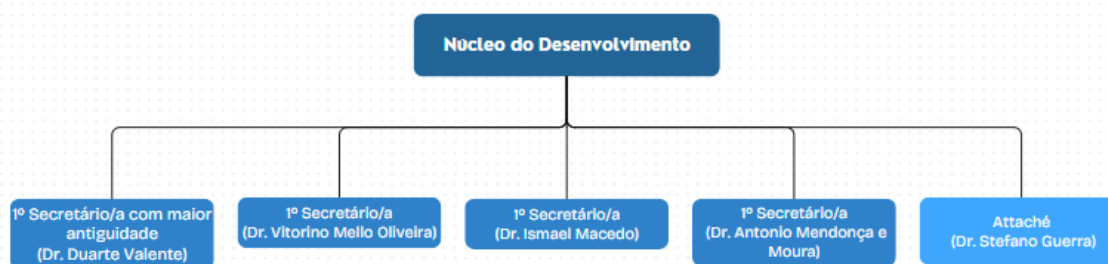 Núcleo do Desenvolvimento
1º Secretário/a com maior
antiguidade
(Dr. Duarte Valente)
1º Secretário/a
(Dr. Vitorino Mello Oliveira)
1º Secretário/a
(Dr. Ismael Macedo)
1º Secretário/a
(Dr. Antonio Mendonça e
Moura)
Attaché
(Dr. Stefano Guerra)